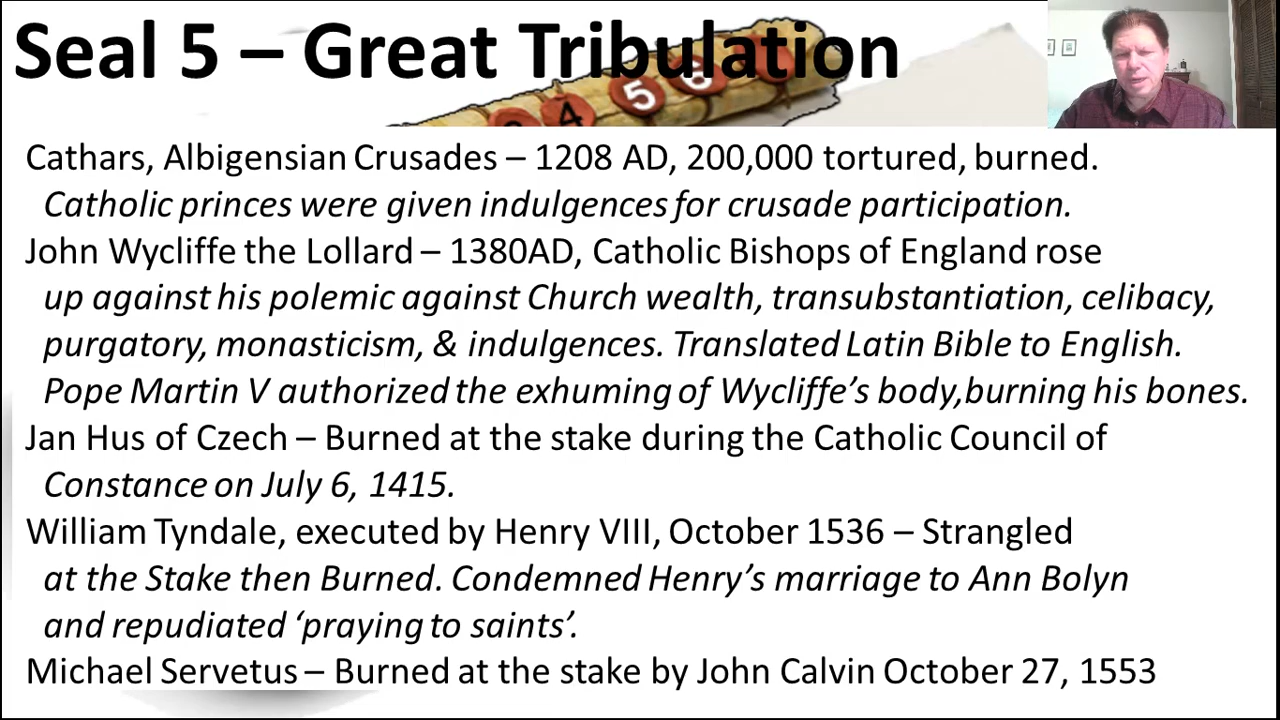 Seal 5 – Great Tribulation
4 5 6
Cathars, Albigensian Crusades – 1208 AD, 200,000 tortured, burned.
Catholic princes were given indulgences for crusade participation.
John Wycliffe the Lollard – 1380AD, Catholic Bishops of England rose
up against his polemic against Church wealth, transubstantiation, celibacy,
purgatory, monasticism, & indulgences. Translated Latin Bible to English.
Pope Martin V authorized the exhuming of Wycliffe’s body,burning his bones.
Jan Hus of Czech – Burned at the stake during the Catholic Council of
Constance on July 6, 1415.
William Tyndale, executed by Henry VIII, October 1536 – Strangled
at the Stake then Burned. Condemned Henry’s marriage to Ann Bolyn
and repudiated ‘praying to saints’.
Michael Servetus – Burned at the stake by John Calvin October 27, 1553